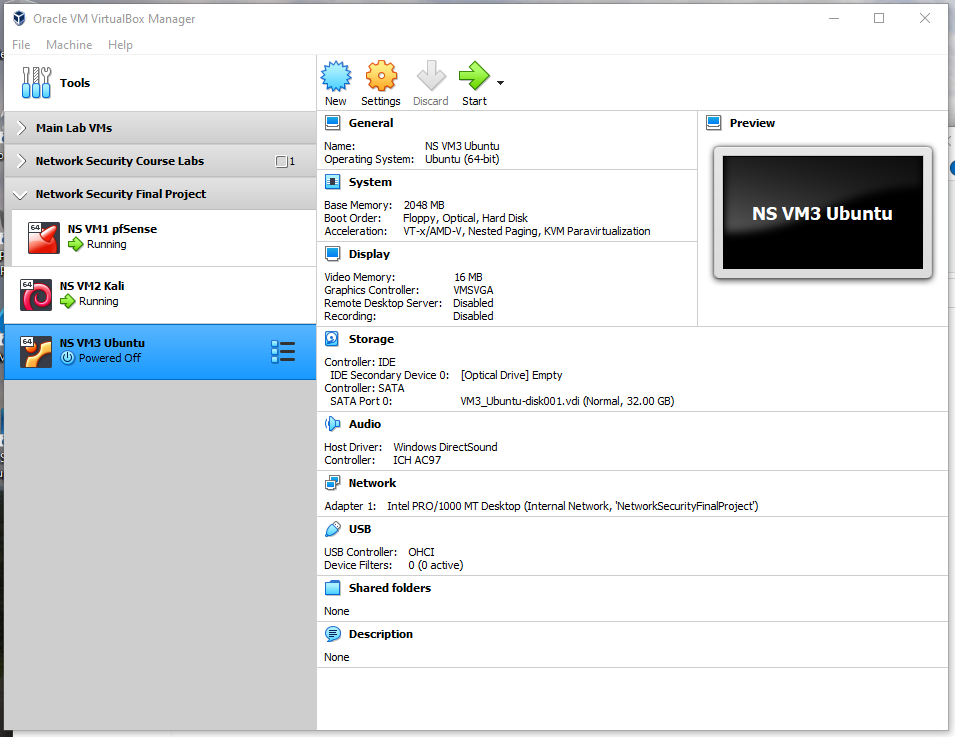 Oracle VM VirtualBox Manager
File Machine Help
Tools
New Settings Discard Start
Main Lab VMs
Network Security Course Labs 1
Network Security Final Project
64
NS VM1 pfSense
Running
64
NS VM2 Kali
Running
64
NS VM3 Ubuntu
Powered Off
General
Name: NS VM3 Ubuntu
Operating System: Ubuntu (64-bit)
Preview
NS VM3 Ubuntu
System
Base Memory: 2048 MB
Boot Order: Floppy, Optical, Hard Disk
Acceleration: VT-x/AMD-V, Nested Paging, KVM Paravirtualization
Display
Video Memory: 16 MB
Graphics Controller: VMSVGA
Remote Desktop Server: Disabled
Recording: Disabled
Storage
Controller: IDE
IDE Secondary Device 0: [Optical Drive] Empty
Controller: SATA
SATA Port 0: VM3_Ubuntu-disk001.vdi (Normal, 32.00 GB)
Audio
Host Driver: Windows DirectSound
Controller: ICH AC97
Network
Adapter 1: Intel PRO/1000 MT Desktop (Internal Network, 'NetworkSecurityFinalProject')
USB
USB Controller: OHCI
Device Filters: 0 (0 active)
Shared folders
None
Description
None